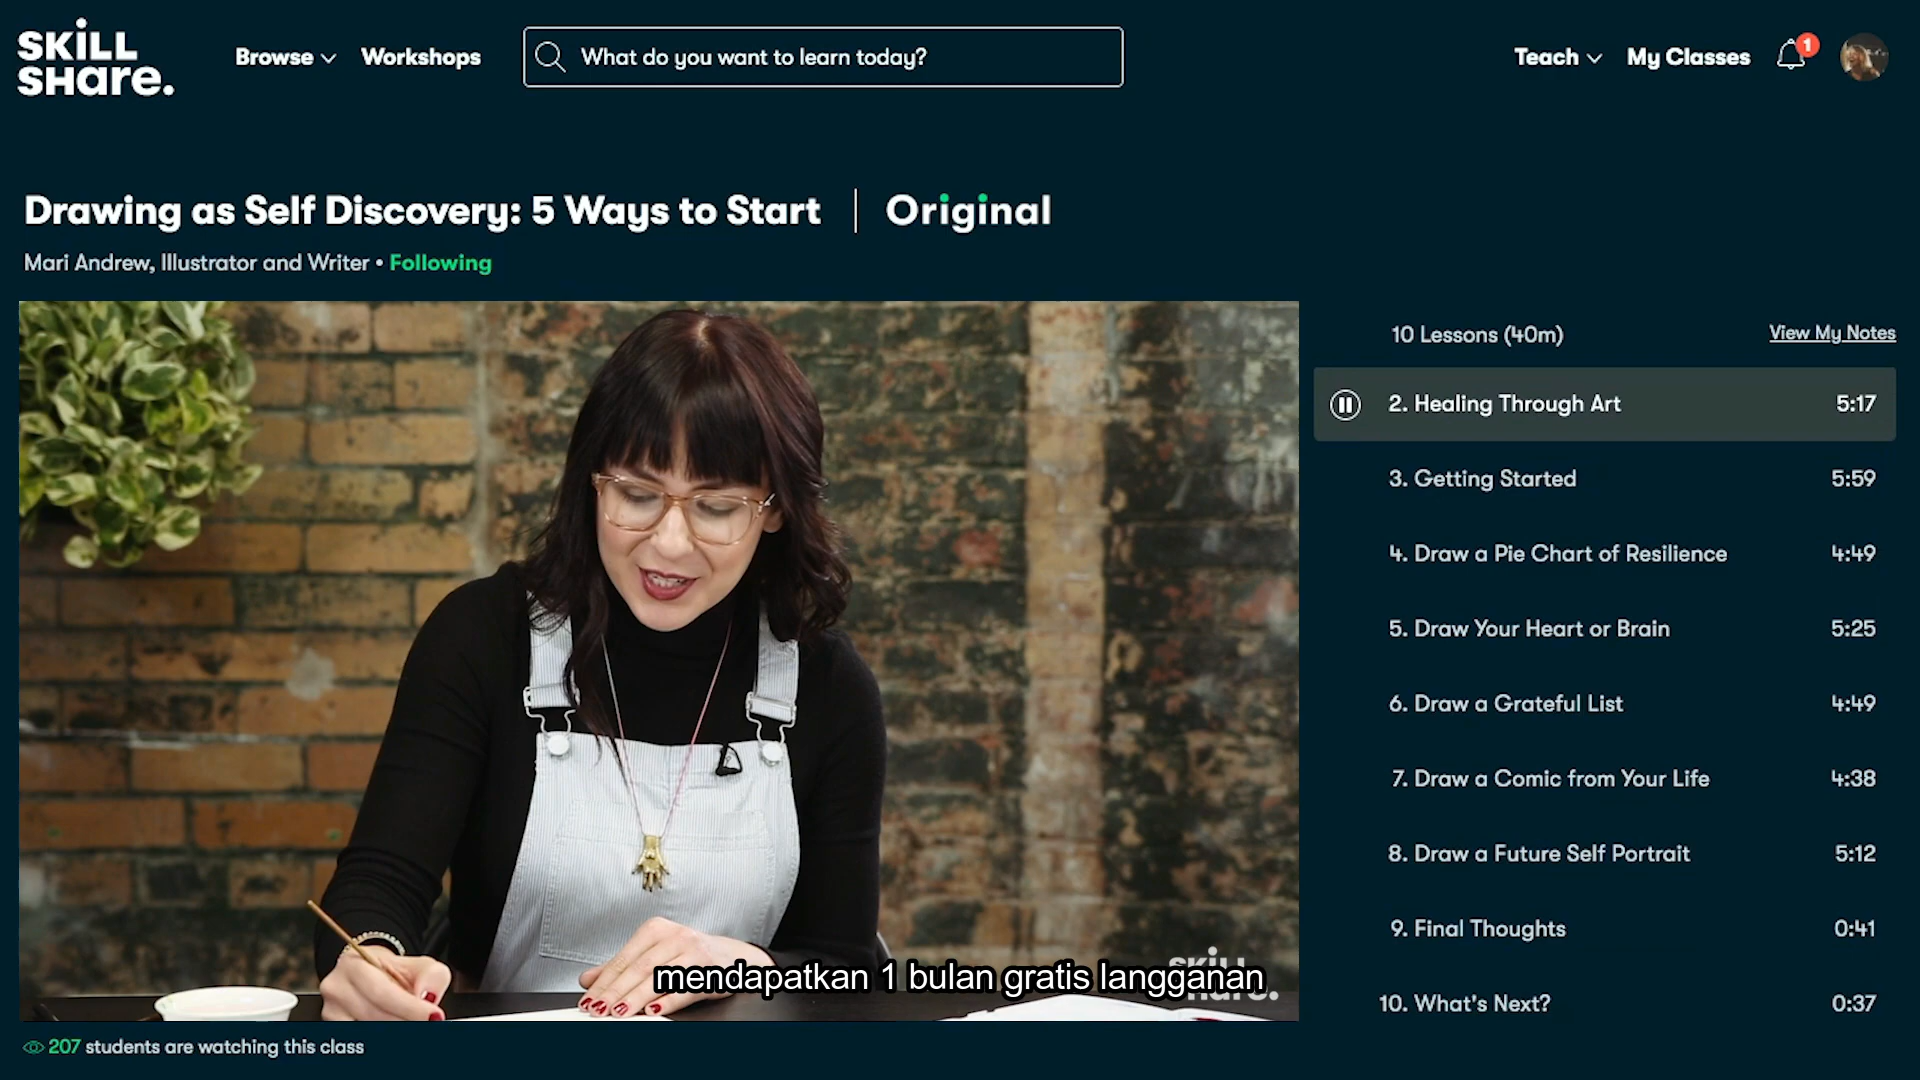 SKILL
SHare.
Browse
Workshops
What do you want to learn today?
Teach
My Classes
1
Drawing as Self Discovery: 5 Ways to Start
Original
Mari Andrew, Illustrator and Writer • Following
10 Lessons (40m)
View My Notes
2. Healing Through Art 5:17
3. Getting Started 5:59
4. Draw a Pie Chart of Resilience 4:49
5. Draw Your Heart or Brain 5:25
6. Draw a Grateful List 4:49
7. Draw a Comic from Your Life 4:38
8. Draw a Future Self Portrait 5:12
9. Final Thoughts 0:41
10. What's Next? 0:37
SKILL
SHare.
mendapatkan 1 bulan gratis langganan
207 students are watching this class